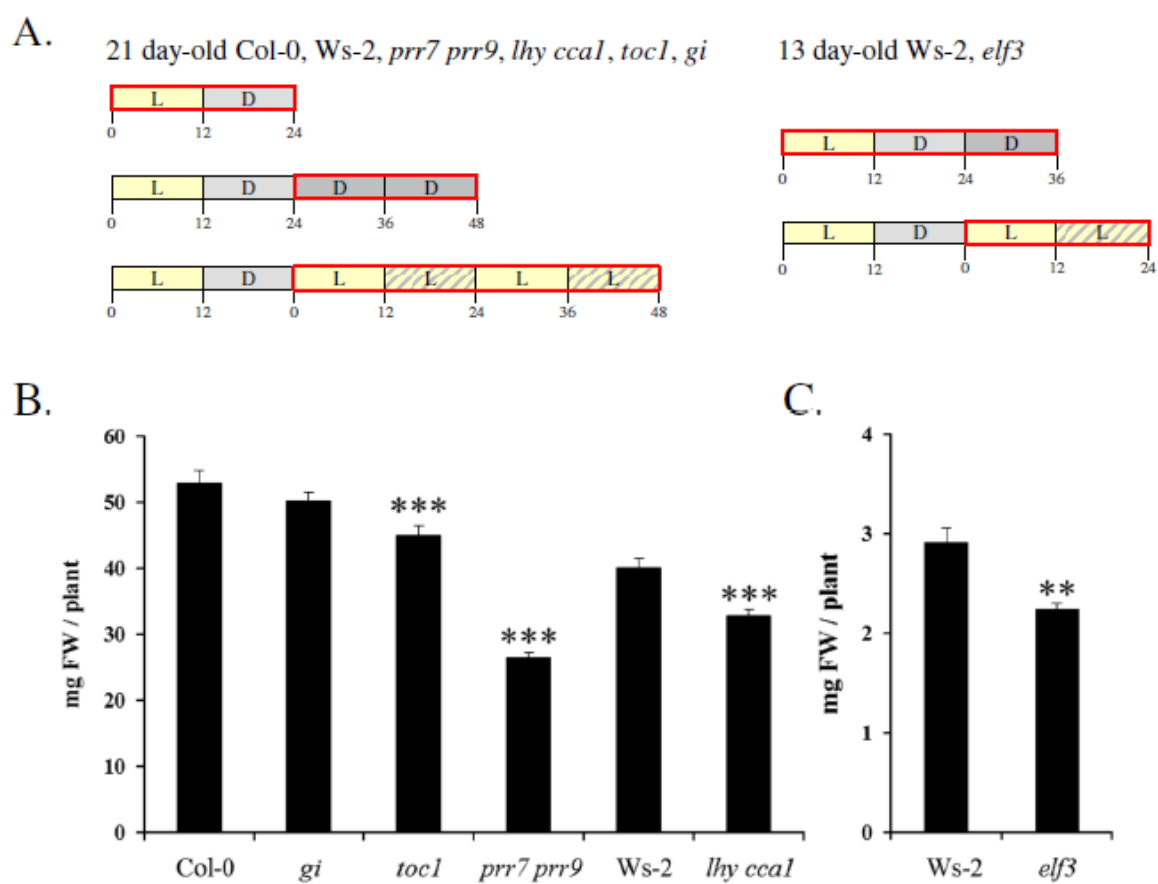 A.
21 day-old Col-0, Ws-2, prr7 prr9, lhy cca1, toc1, gi
L D
0 12 24
L D D D
0 12 24 36 48
L D L L L L
0 12 0 12 24 36 48
13 day-old Ws-2, elf3
L D D
0 12 24 36
L D L L
0 12 0 12 24
B.
mg FW / plant
60
50
40
30
20
10
0
***
***
***
Col-0 gi toc1 prr7 prr9 Ws-2 lhy cca1
C.
mg FW / plant
4
3
2
1
0
**
Ws-2 elf3